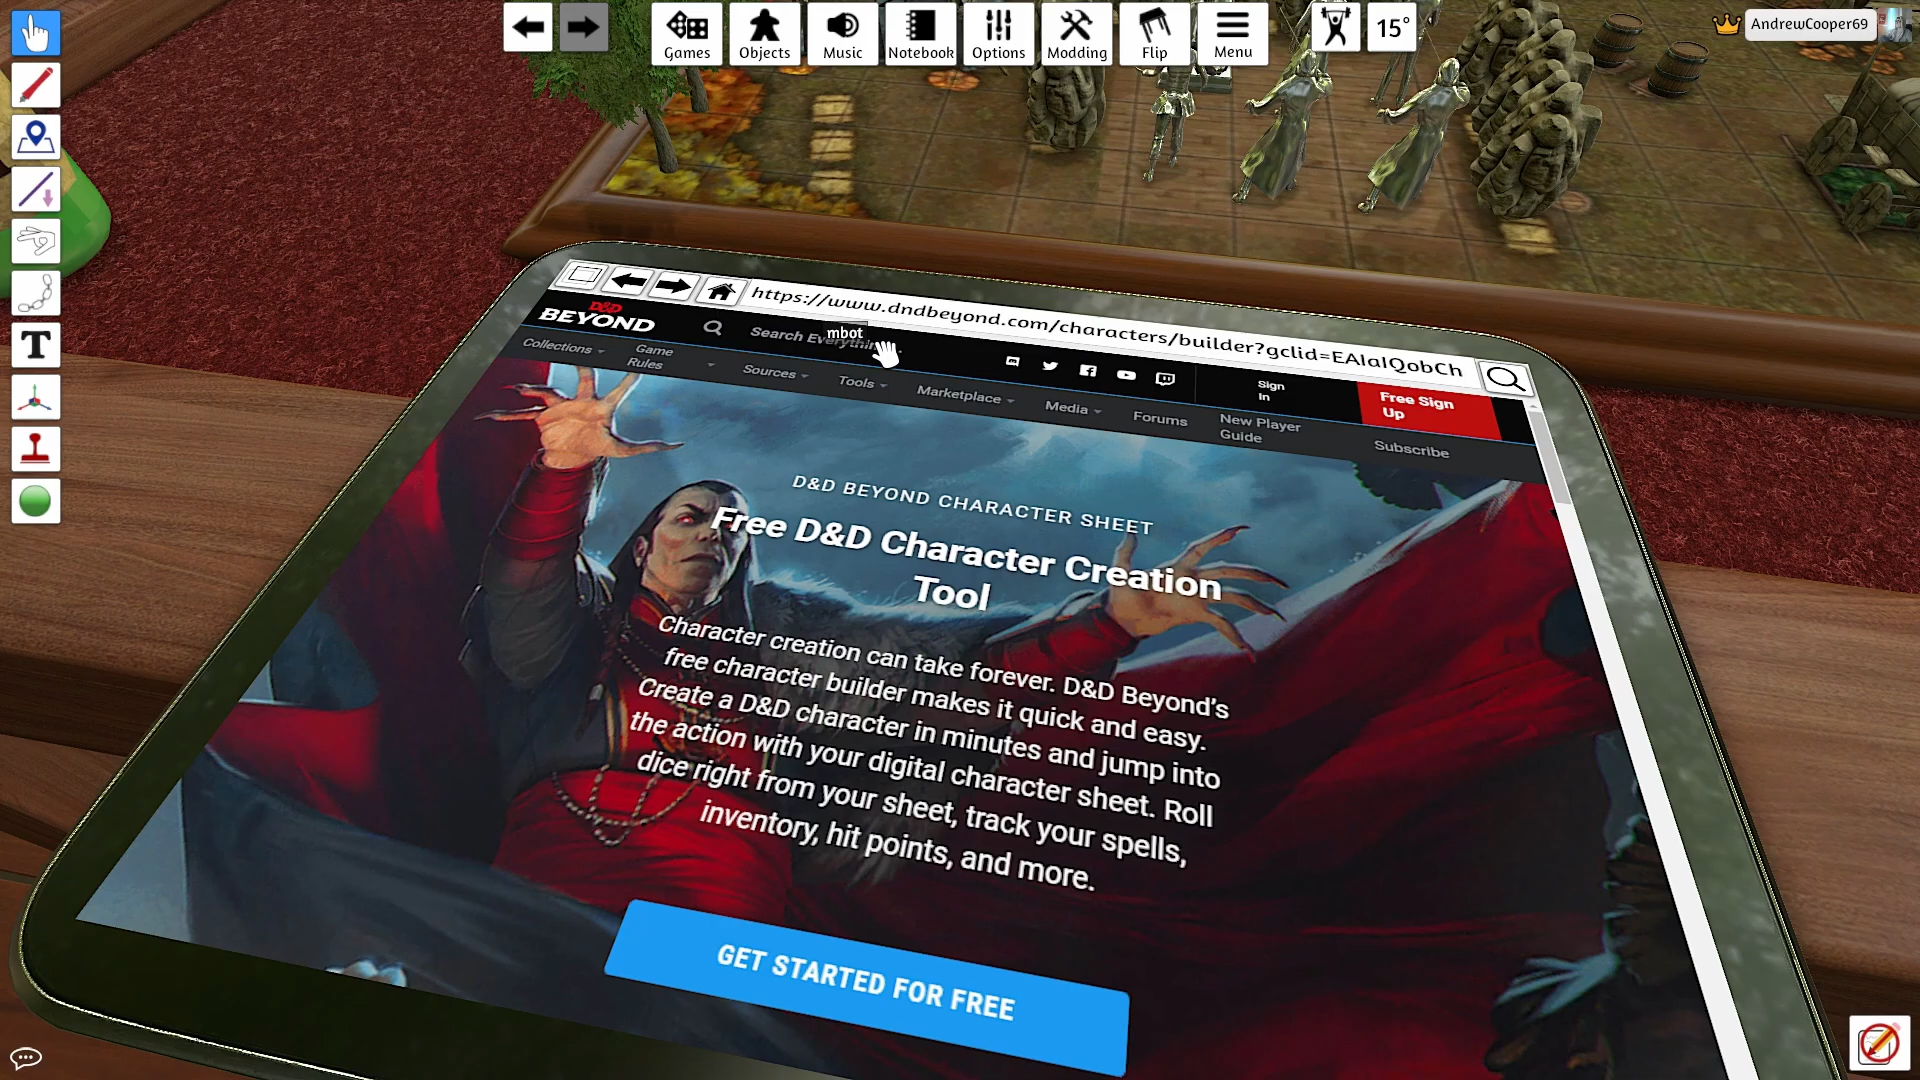 Games
Objects
Music
Notebook
Options
Modding
Flip
Menu
15°
AndrewCooper69
T
https://www.dndbeyond.com/characters/builder?gclid=EAIaIQobCh
D&D
BEYOND
Search Everything
mbot
Sign
In
Free Sign
Up
Collections
Game
Rules
Sources
Tools
Marketplace
Media
Forums
New Player
Guide
Subscribe
D&D BEYOND CHARACTER SHEET
Free D&D Character Creation
Tool
Character creation can take forever. D&D Beyond's
free character builder makes it quick and easy.
Create a D&D character in minutes and jump into
the action with your digital character sheet. Roll
dice right from your sheet, track your spells,
inventory, hit points, and more.
GET STARTED FOR FREE